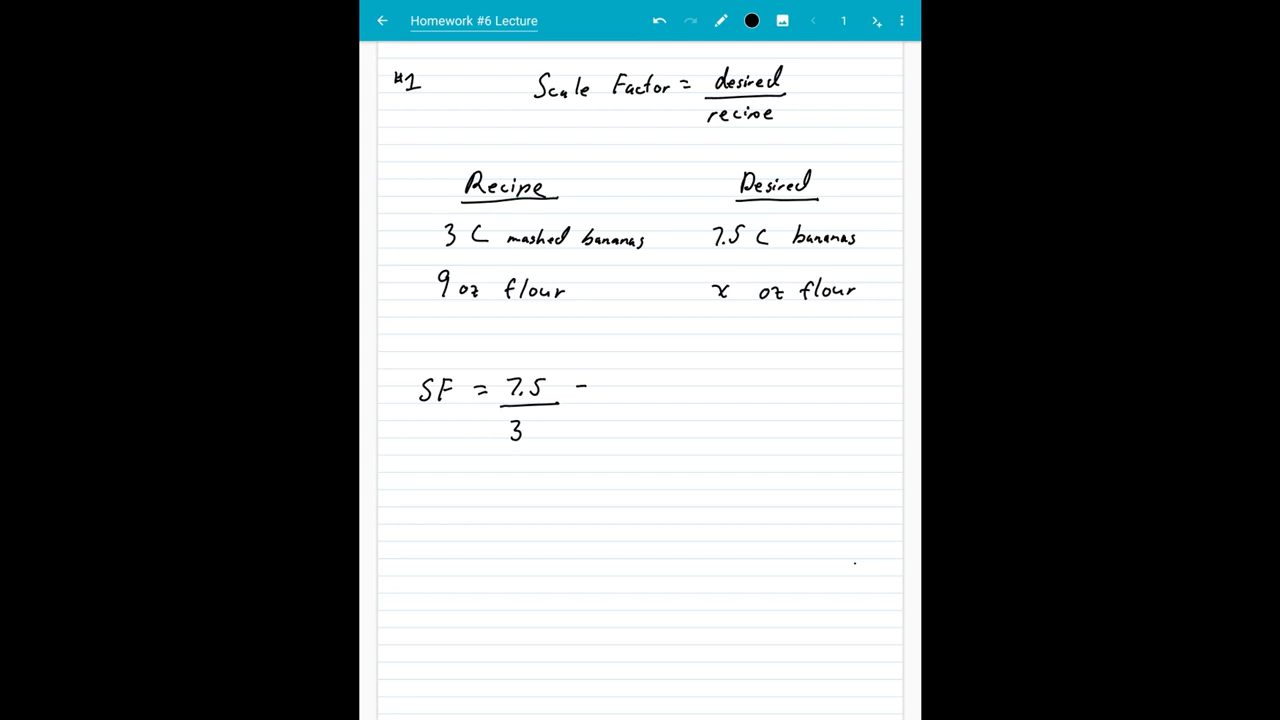 Homework #6 Lecture
1
#1 Scale Factor = desired
recipe
Recipe Desired
3 C mashed bananas 7.5 C bananas
9 oz flour x oz flour
SF = 7.5 -
3